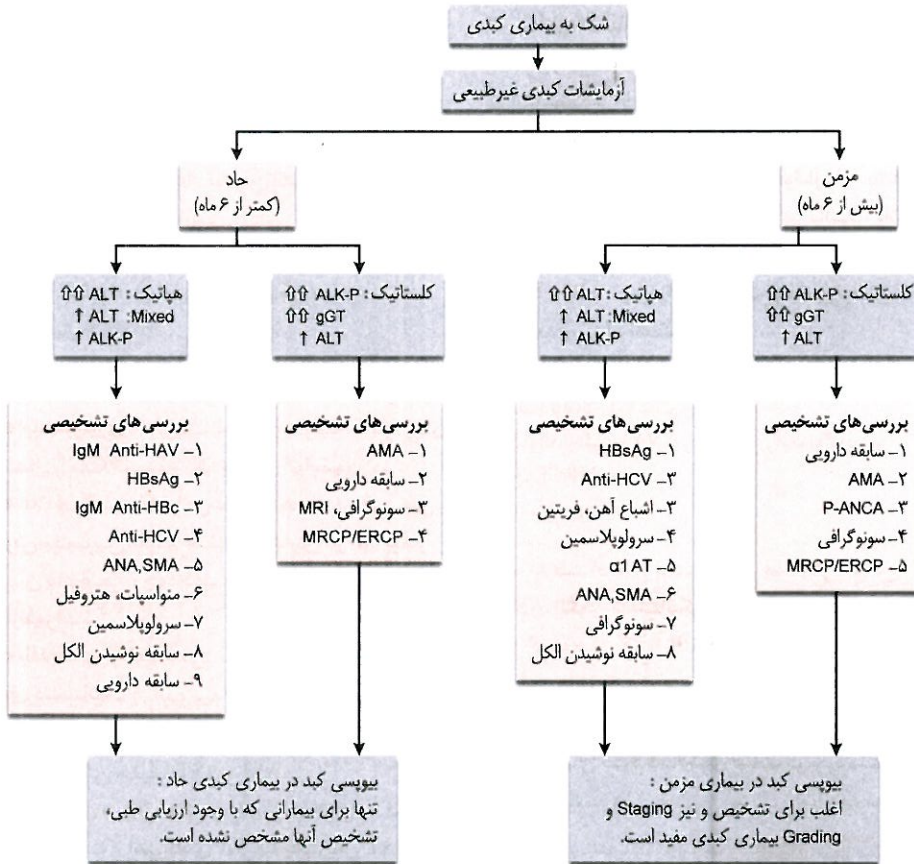 شک به بیماری کبدی
آزمایشات کبدی غیرطبیعی
مزمن
(بیش از ۶ ماه)
حاد
(کمتر از ۶ ماه)
کلستاتیک: ⇧⇧ ALK-P
⇧⇧ gGT
↑ ALT
هپاتیک: ⇧⇧ ALT
↑ ALT :Mixed
↑ ALK-P
کلستاتیک: ⇧⇧ ALK-P
⇧⇧ gGT
↑ ALT
هپاتیک: ⇧⇧ ALT
↑ ALT :Mixed
↑ ALK-P
بررسی‌های تشخیصی
۱- سابقه دارویی
۲- AMA
۳- P-ANCA
۴- سونوگرافی
۵- MRCP/ERCP
بررسی‌های تشخیصی
۱- HBsAg
۳- Anti-HCV
۳- اشباع آهن، فریتین
۴- سرولوپلاسمین
۵- α1 AT
۶- ANA,SMA
۷- سونوگرافی
۸- سابقه نوشیدن الکل
بررسی‌های تشخیصی
۱- AMA
۲- سابقه دارویی
۳- سونوگرافی، MRI
۴- MRCP/ERCP
بررسی‌های تشخیصی
۱- IgM Anti-HAV
۲- HBsAg
۳- IgM Anti-HBc
۴- Anti-HCV
۵- ANA,SMA
۶- منواسپات، هتروفیل
۷- سرولوپلاسمین
۸- سابقه نوشیدن الکل
۹- سابقه دارویی
بیوپسی کبد در بیماری مزمن :
اغلب برای تشخیص و نیز Staging و
Grading بیماری کبدی مفید است.
بیوپسی کبد در بیماری کبدی حاد :
تنها برای بیمارانی که با وجود ارزیابی طبی،
تشخیص آنها مشخص نشده است.